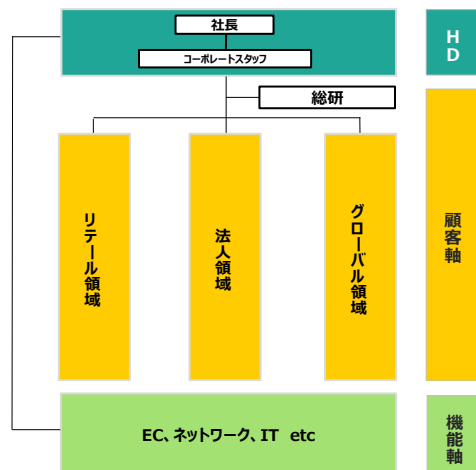 社長
コーポレートスタッフ
HD
総研
リテール領域
法人領域
グローバル領域
顧客軸
EC、ネットワーク、IT etc
機能軸